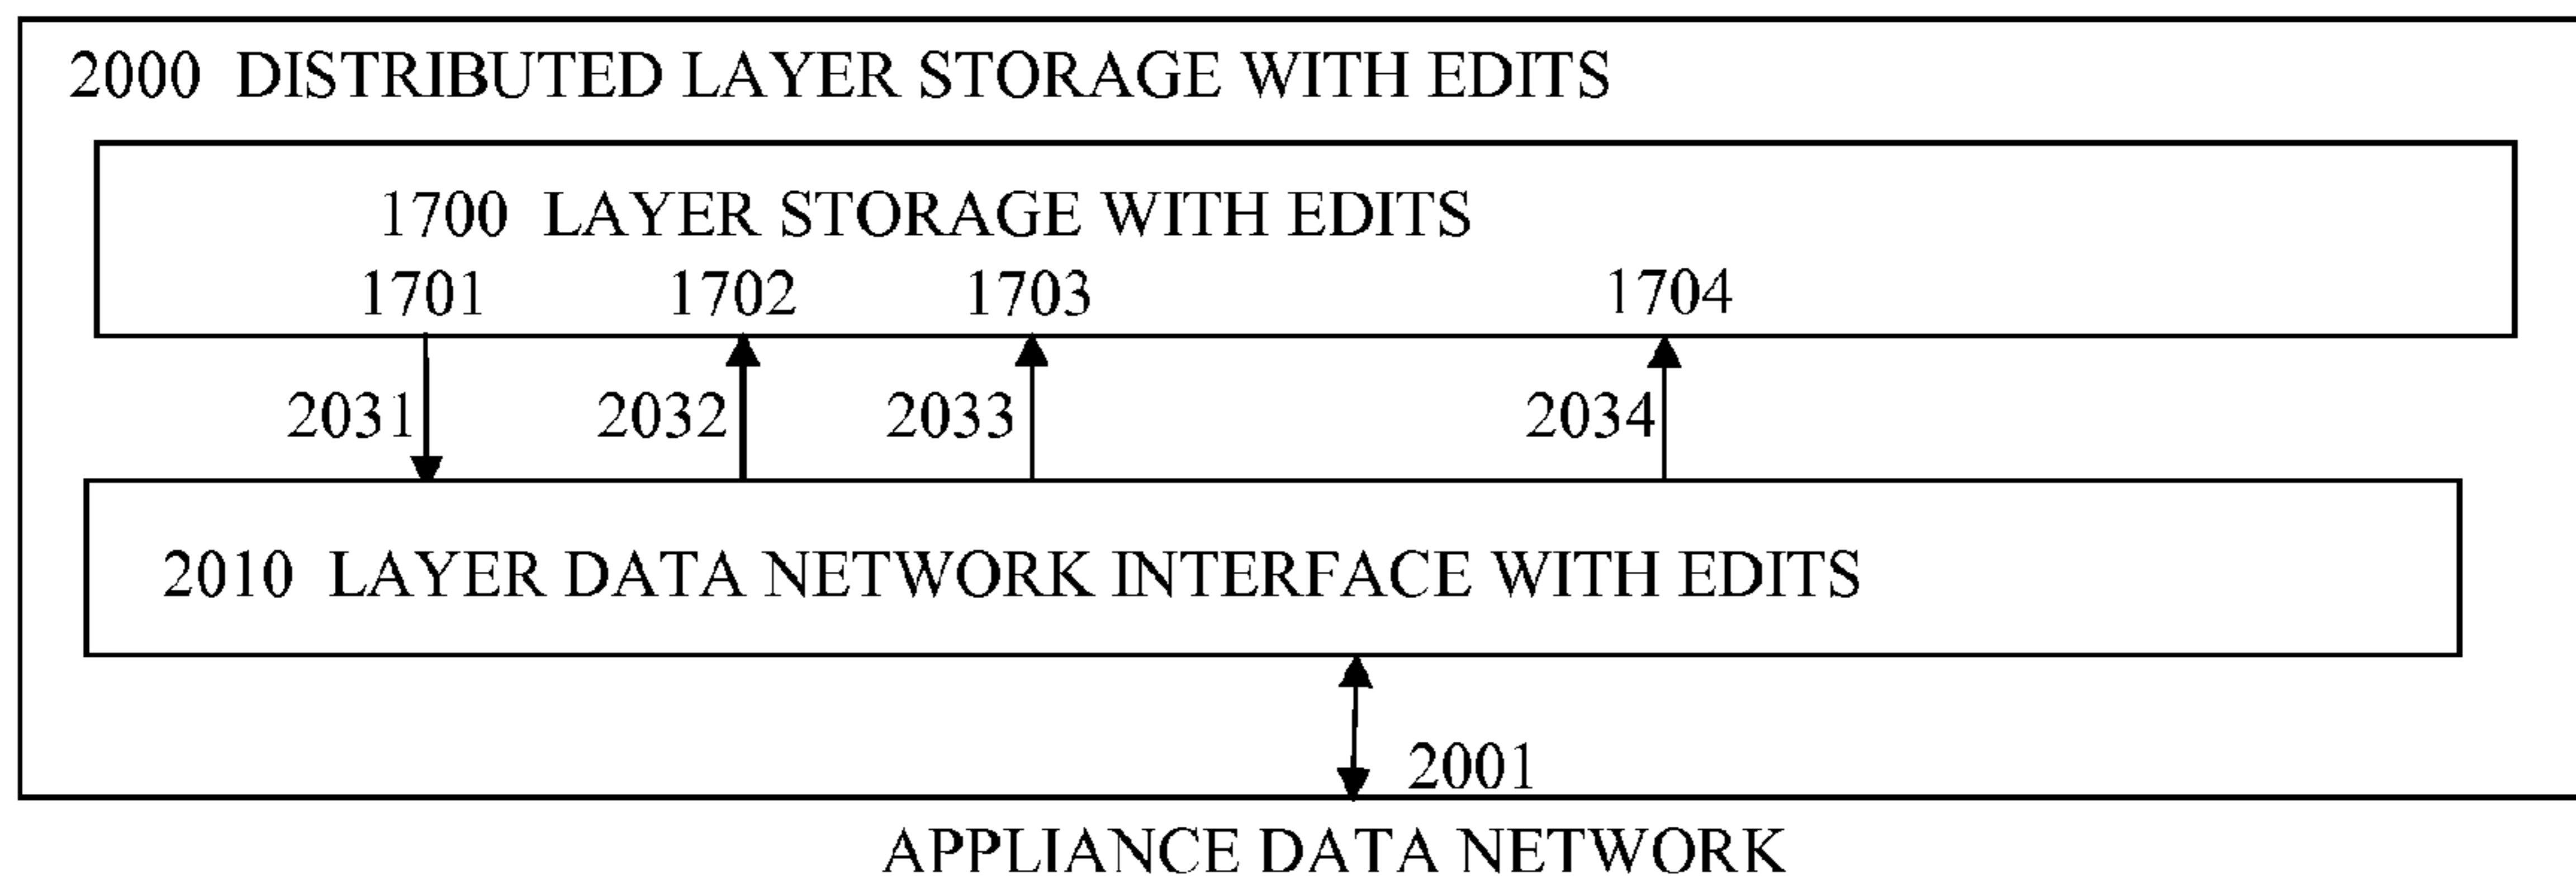 2000 DISTRIBUTED LAYER STORAGE WITH EDITS
1700 LAYER STORAGE WITH EDITS
1701 1702 1703 1704
2031 2032 2033 2034
2010 LAYER DATA NETWORK INTERFACE WITH EDITS
2001
APPLIANCE DATA NETWORK